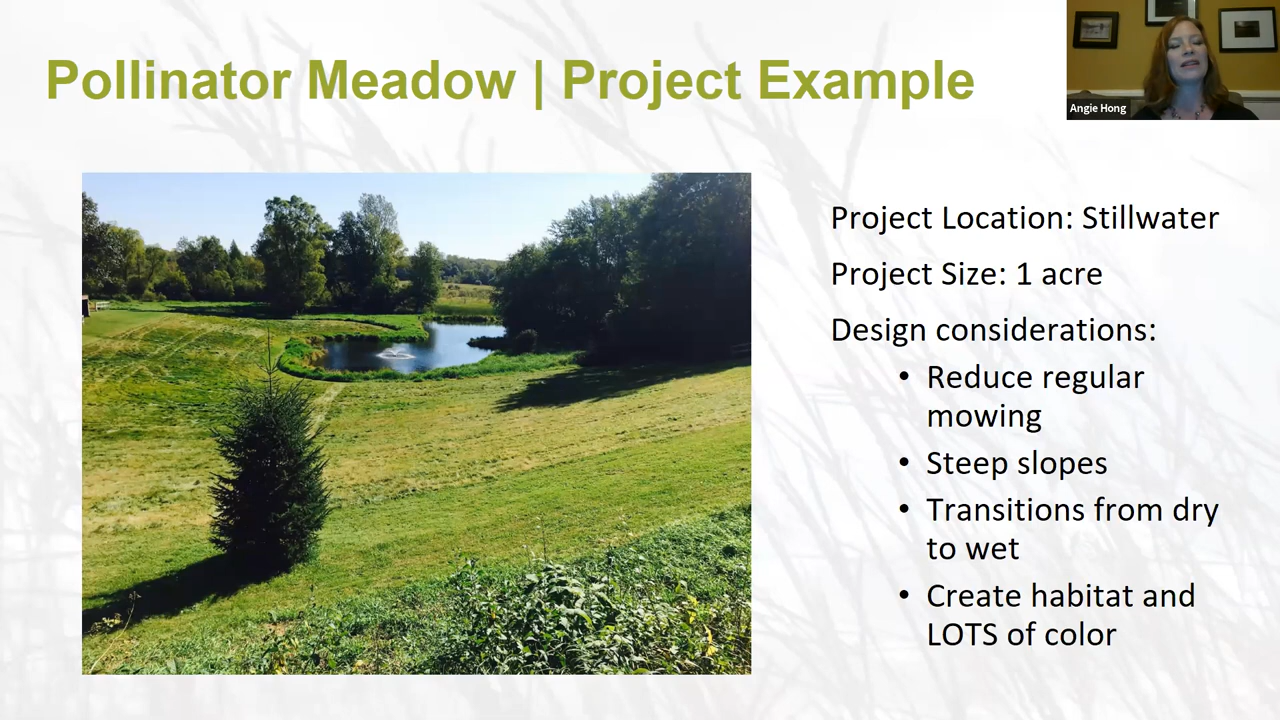 Pollinator Meadow | Project Example
Angie Hong
Project Location: Stillwater
Project Size: 1 acre
Design considerations:
• Reduce regular
mowing
• Steep slopes
• Transitions from dry
to wet
• Create habitat and
LOTS of color